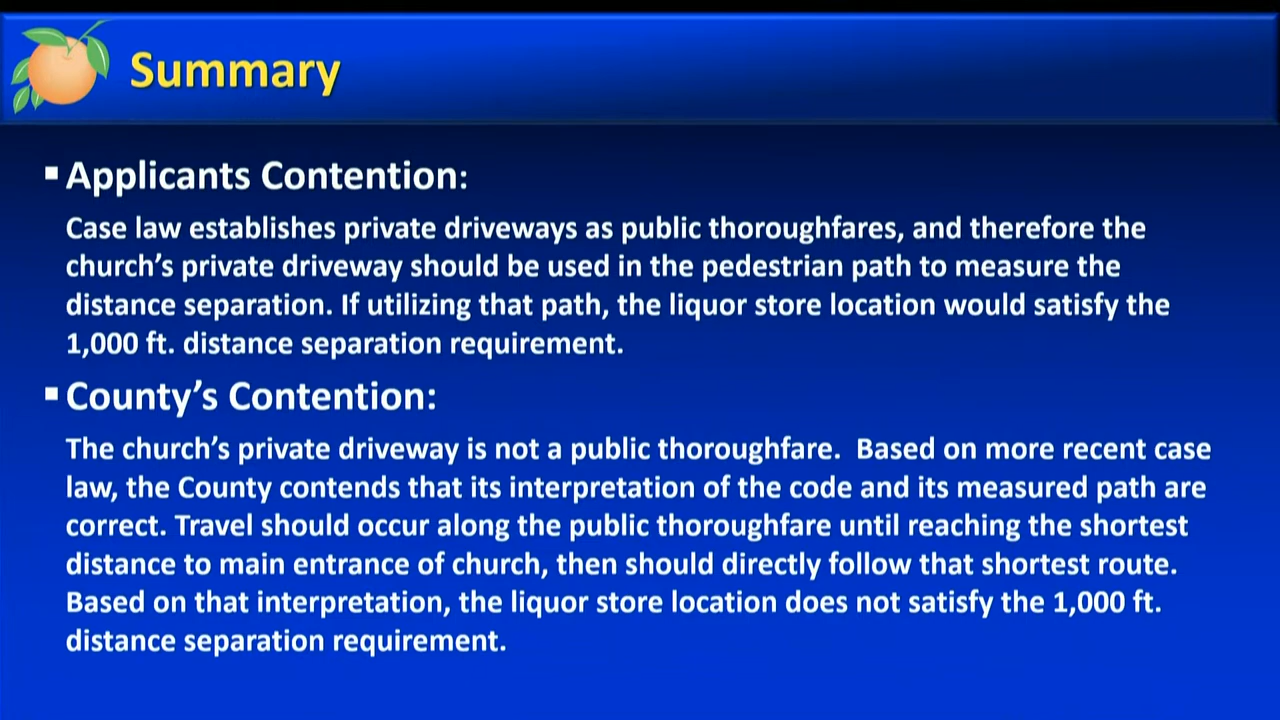 Summary
▪ Applicants Contention:
Case law establishes private driveways as public thoroughfares, and therefore the
church’s private driveway should be used in the pedestrian path to measure the
distance separation. If utilizing that path, the liquor store location would satisfy the
1,000 ft. distance separation requirement.
▪ County’s Contention:
The church’s private driveway is not a public thoroughfare.  Based on more recent case
law, the County contends that its interpretation of the code and its measured path are
correct. Travel should occur along the public thoroughfare until reaching the shortest
distance to main entrance of church, then should directly follow that shortest route.
Based on that interpretation, the liquor store location does not satisfy the 1,000 ft.
distance separation requirement.